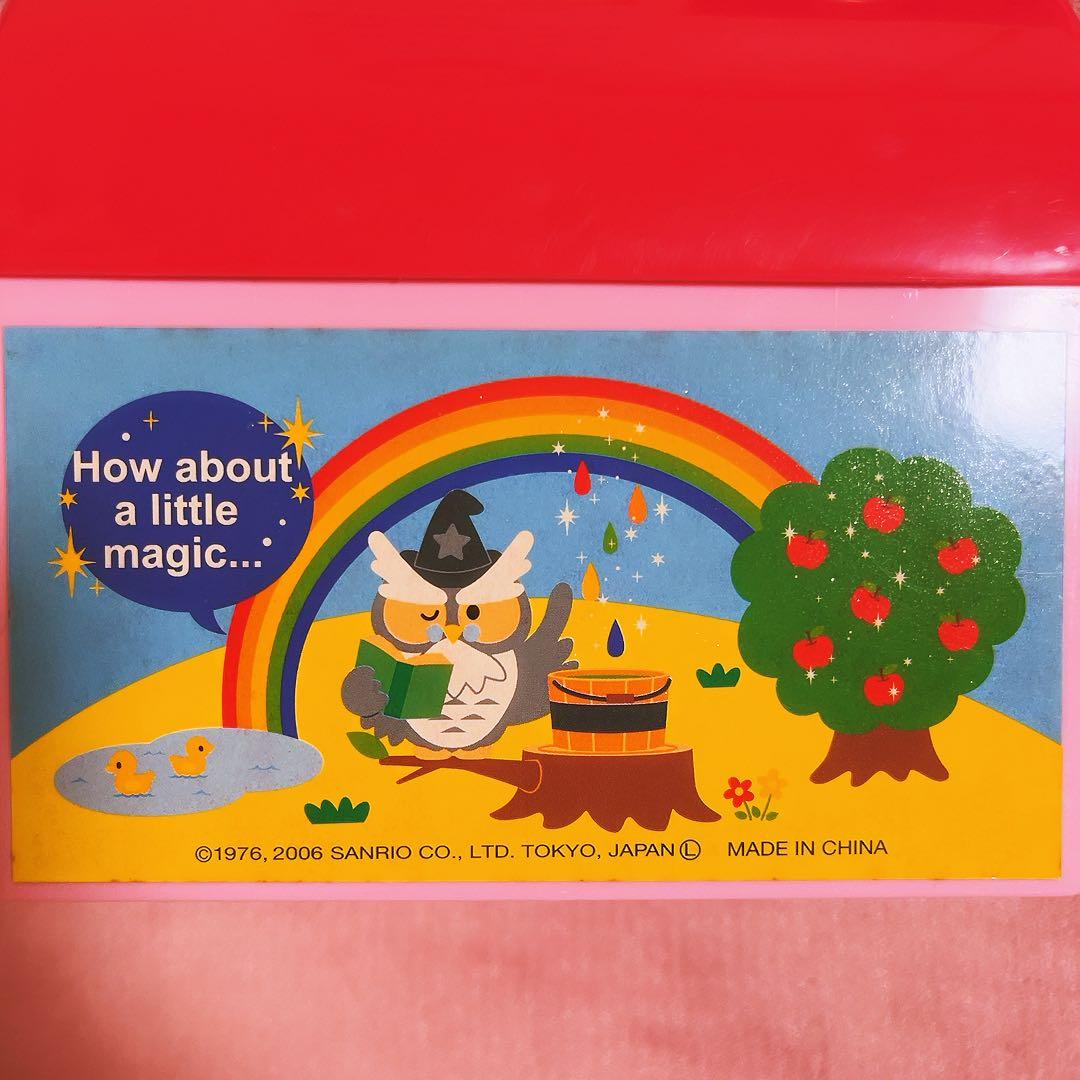 How about
a little
magic...
©1976, 2006 SANRIO CO., LTD. TOKYO, JAPAN Ⓛ MADE IN CHINA